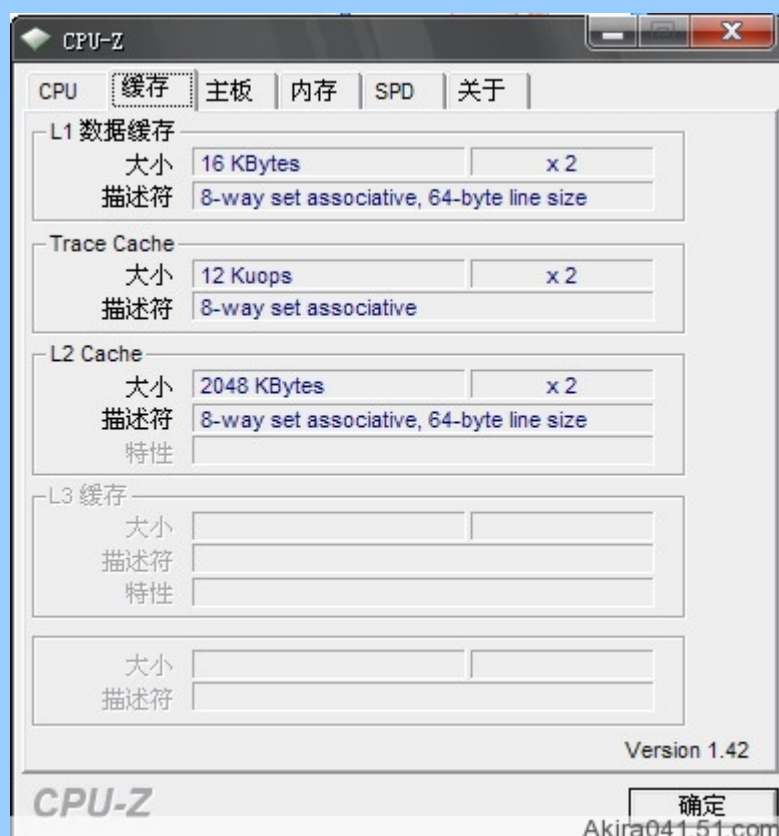 CPU-Z
CPU 缓存 主板 内存 SPD 关于
L1 数据缓存
大小 16 KBytes x 2
描述符 8-way set associative, 64-byte line size
Trace Cache
大小 12 Kuops x 2
描述符 8-way set associative
L2 Cache
大小 2048 KBytes x 2
描述符 8-way set associative, 64-byte line size
特性
L3 缓存
大小
描述符
特性
大小
描述符
Version 1.42
CPU-Z 确定
Akira041.51.com